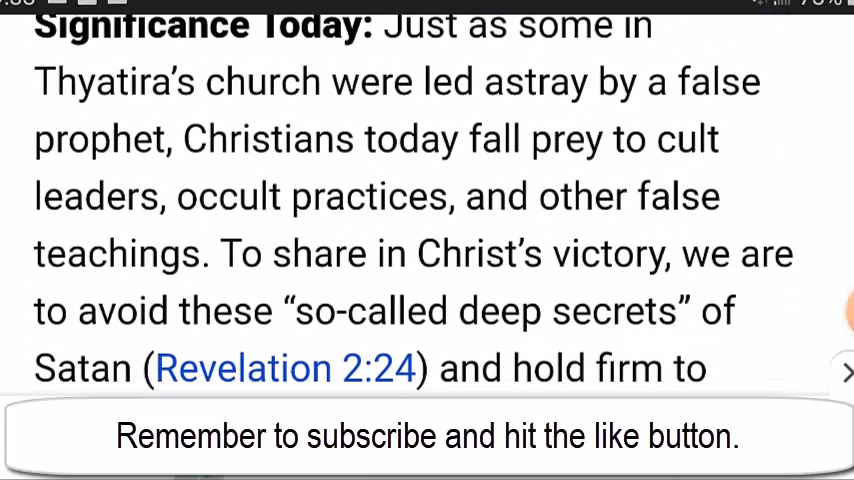 Significance Today: Just as some in
Thyatira’s church were led astray by a false
prophet, Christians today fall prey to cult
leaders, occult practices, and other false
teachings. To share in Christ’s victory, we are
to avoid these “so-called deep secrets” of
Satan (Revelation 2:24) and hold firm to
Remember to subscribe and hit the like button.